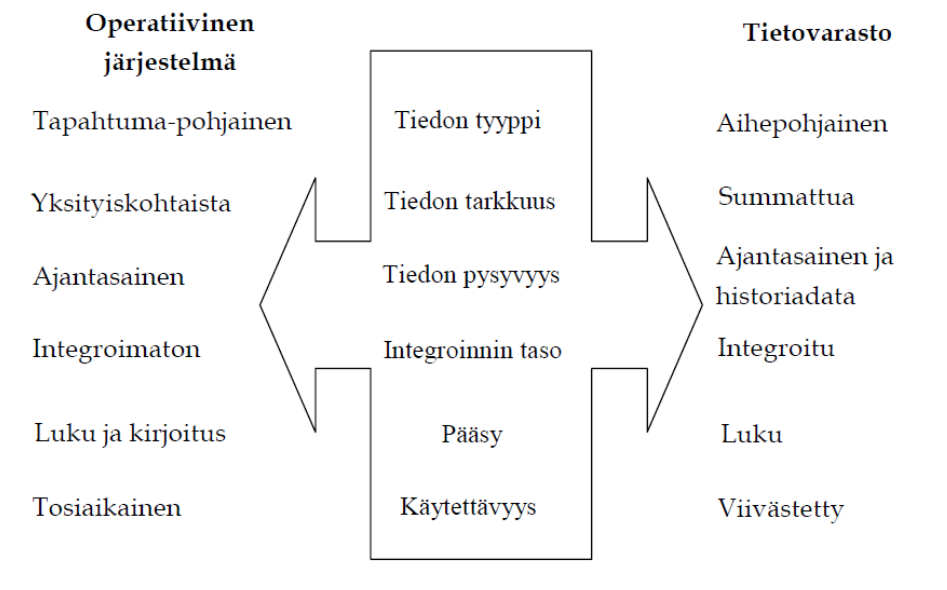 Operatiivinen
järjestelmä
Tietovarasto
Tapahtuma-pohjainen
Tiedon tyyppi
Aihepohjainen
Yksityiskohtaista
Tiedon tarkkuus
Summattua
Ajantasainen
Tiedon pysyvyys
Ajantasainen ja
historiadata
Integroimaton
Integroinnin taso
Integroitu
Luku ja kirjoitus
Pääsy
Luku
Tosiaikainen
Käytettävyys
Viivästetty